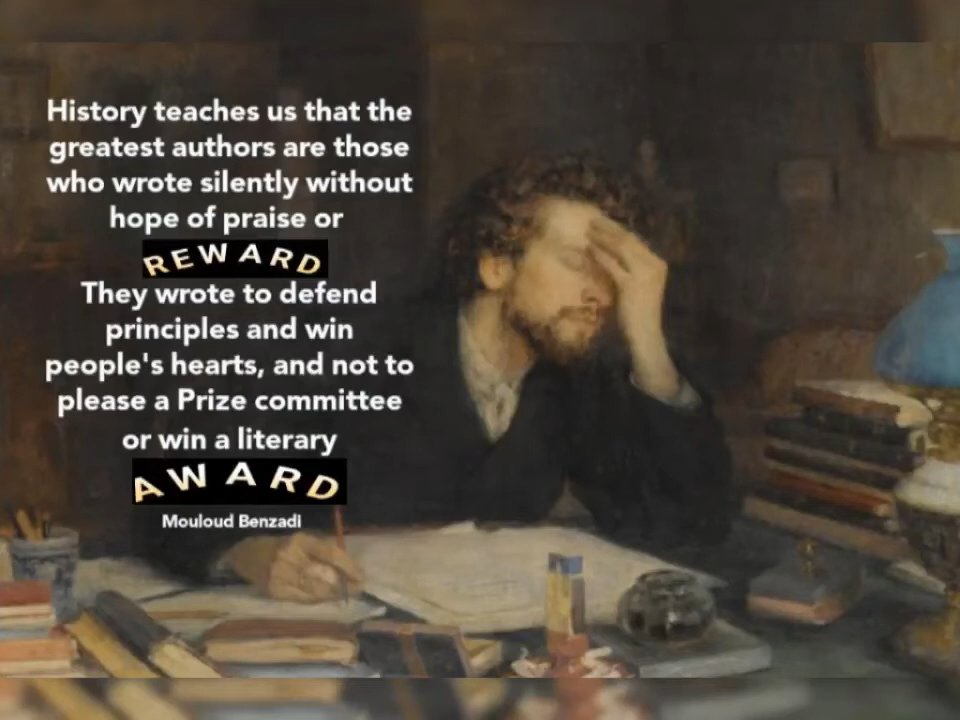 History teaches us that the
greatest authors are those
who wrote silently without
hope of praise or
REWARD
They wrote to defend
principles and win
people's hearts, and not to
please a Prize committee
or win a literary
AWARD
Mouloud Benzadi